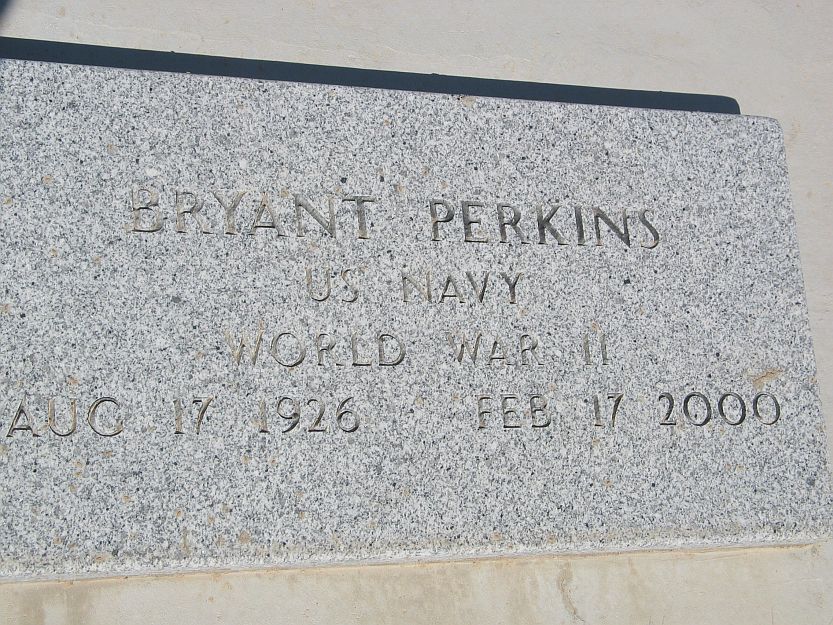 BRYANT PERKINS
US NAVY
WORLD WAR II
AUG 17 1926 FEB 17 2000